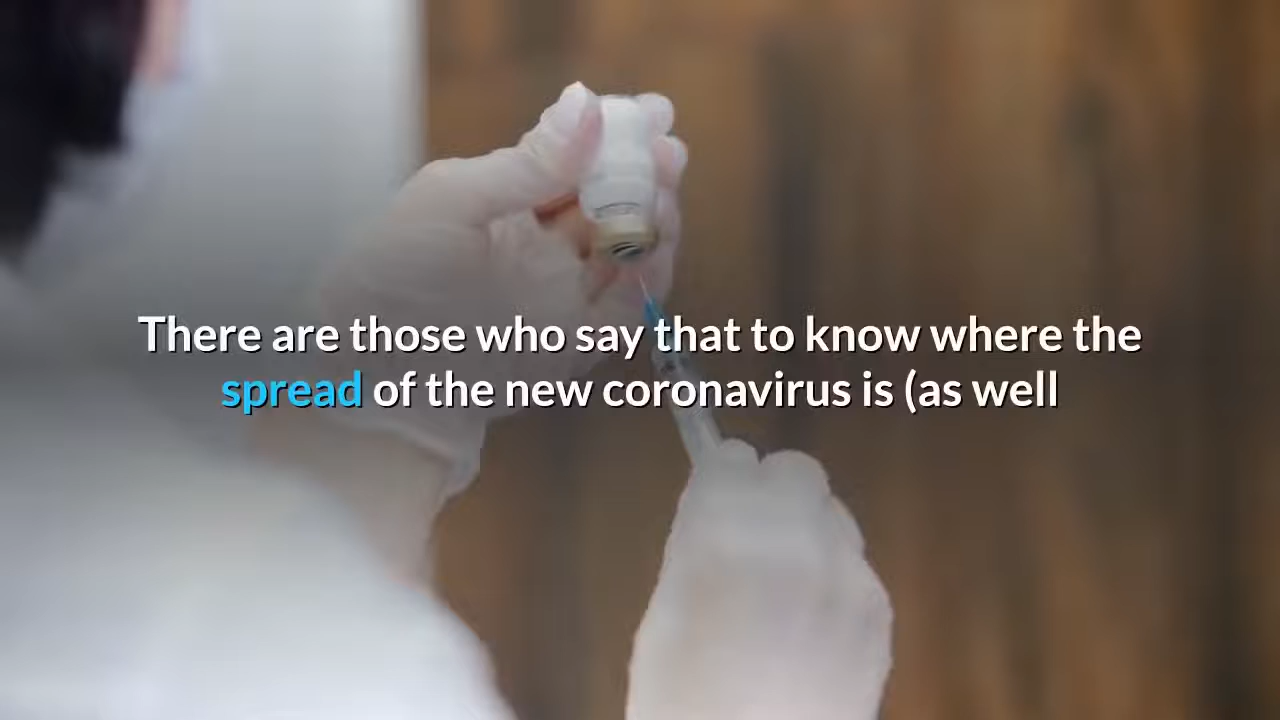 There are those who say that to know where the
spread of the new coronavirus is (as well